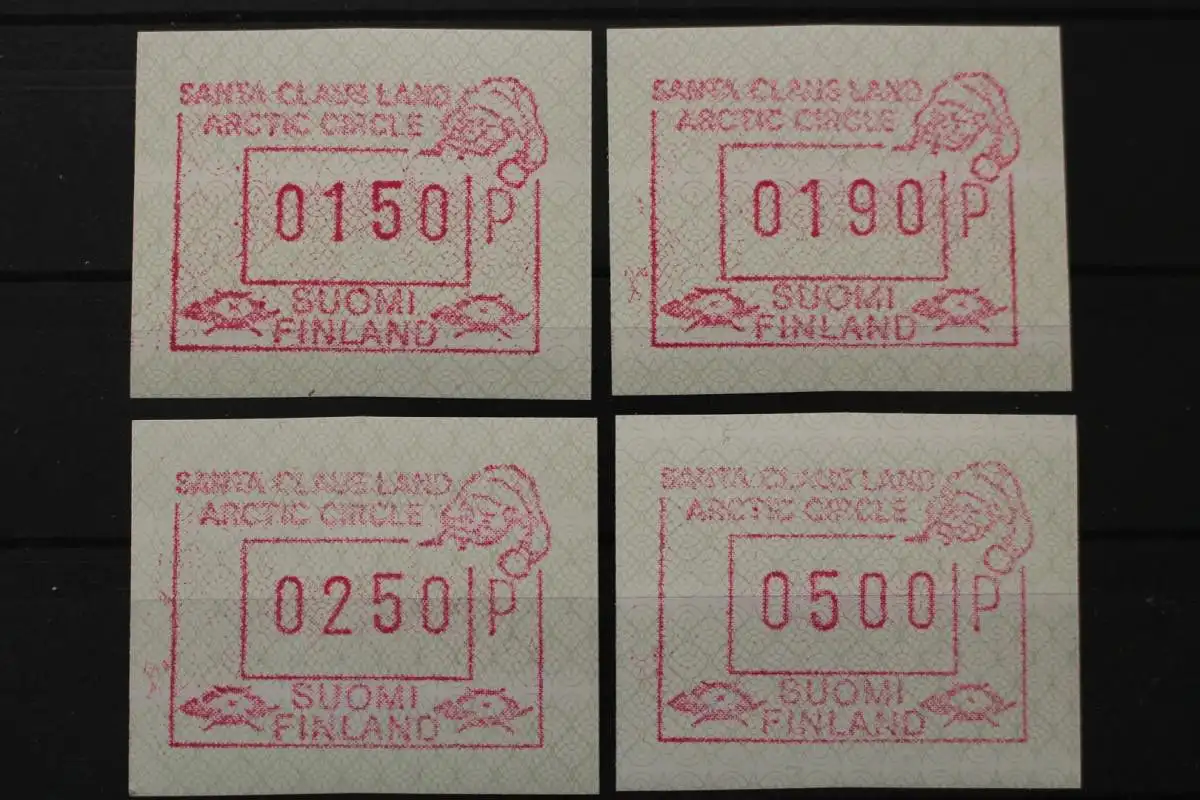 SANTA CLAUS LAND
ARCTIC CIRCLE
0150 P
SUOMI
FINLAND
SANTA CLAUS LAND
ARCTIC CIRCLE
0190 P
SUOMI
FINLAND
SANTA CLAUS LAND
ARCTIC CIRCLE
0250 P
SUOMI
FINLAND
SANTA CLAUS LAND
ARCTIC CIRCLE
0500 P
SUOMI
FINLAND